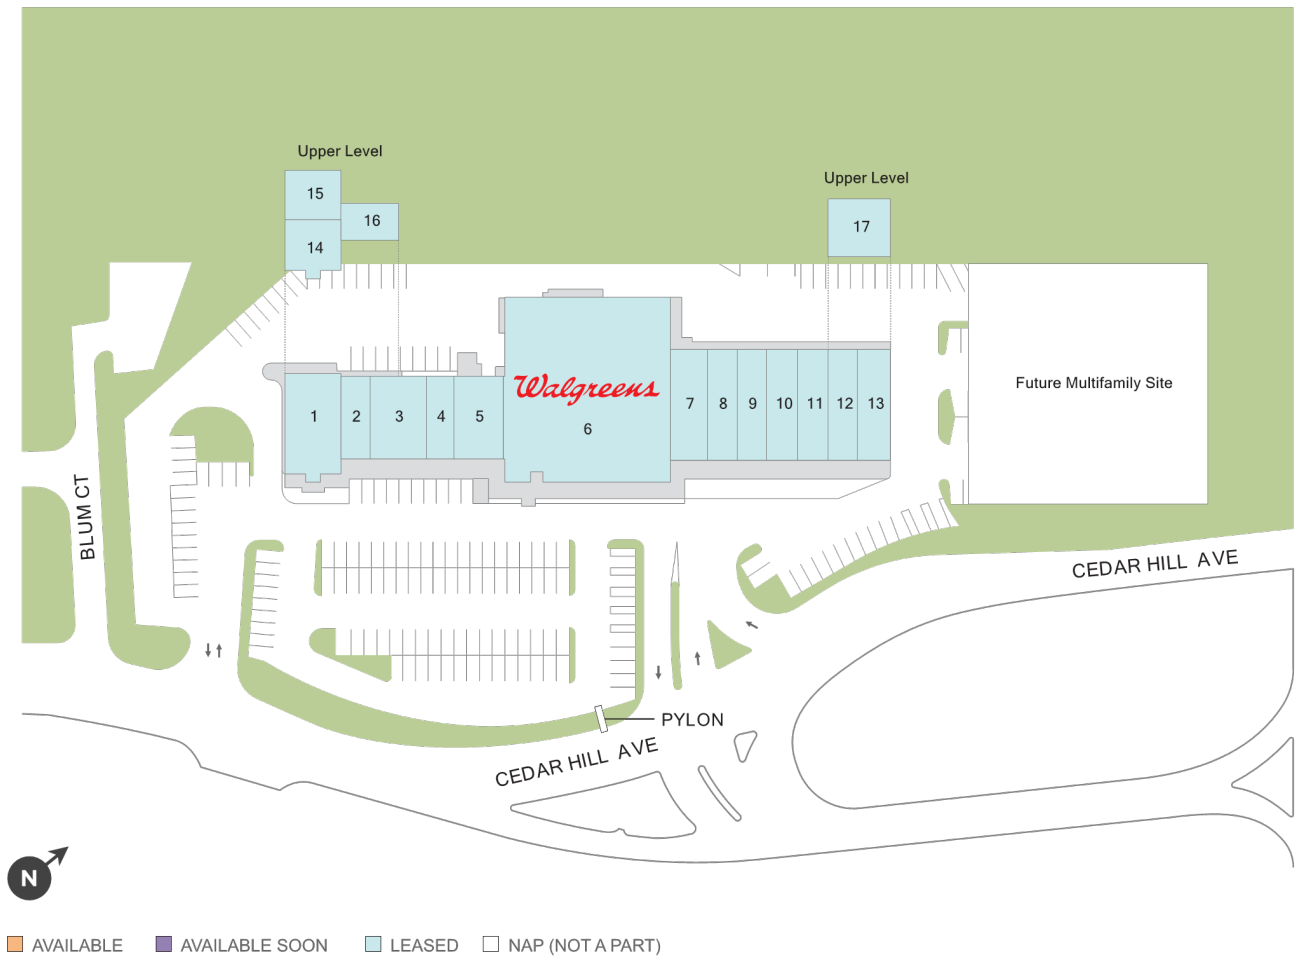 Upper Level
15
16
14
Upper Level
17
1
2
3
4
5
Walgreens
6
7
8
9
10
11
12
13
Future Multifamily Site
BLUM CT
CEDAR HILL AVE
PYLON
CEDAR HILL AVE
N
AVAILABLE
AVAILABLE SOON
LEASED
NAP (NOT A PART)